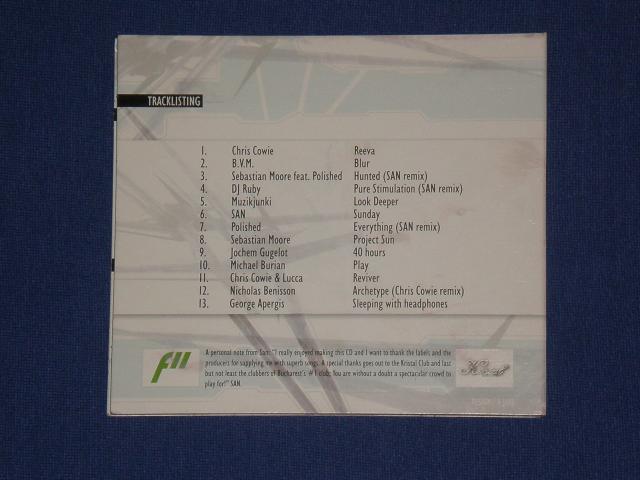 TRACKLISTING
1. Chris Cowie Reeva
2. B.V.M. Blur
3. Sebastian Moore feat. Polished Hunted (SAN remix)
4. DJ Ruby Pure Stimulation (SAN remix)
5. Muzikjunki Look Deeper
6. SAN Sunday
7. Polished Everything (SAN remix)
8. Sebastian Moore Project Sun
9. Jochem Gugelot 40 hours
10. Michael Burian Play
11. Chris Cowie & Lucca Reviver
12. Nicholas Benisson Archetype (Chris Cowie remix)
13. George Apergis Sleeping with headphones
A personal note from San: "I really enjoyed making this CD and I want to thank the labels and the
producers for supplying me with superb songs. A special thanks goes out to the Kristal Club and last
but not least the clubbers of Bucharest's #1 club: You are without a doubt a spectacular crowd to
play for!" SAN.